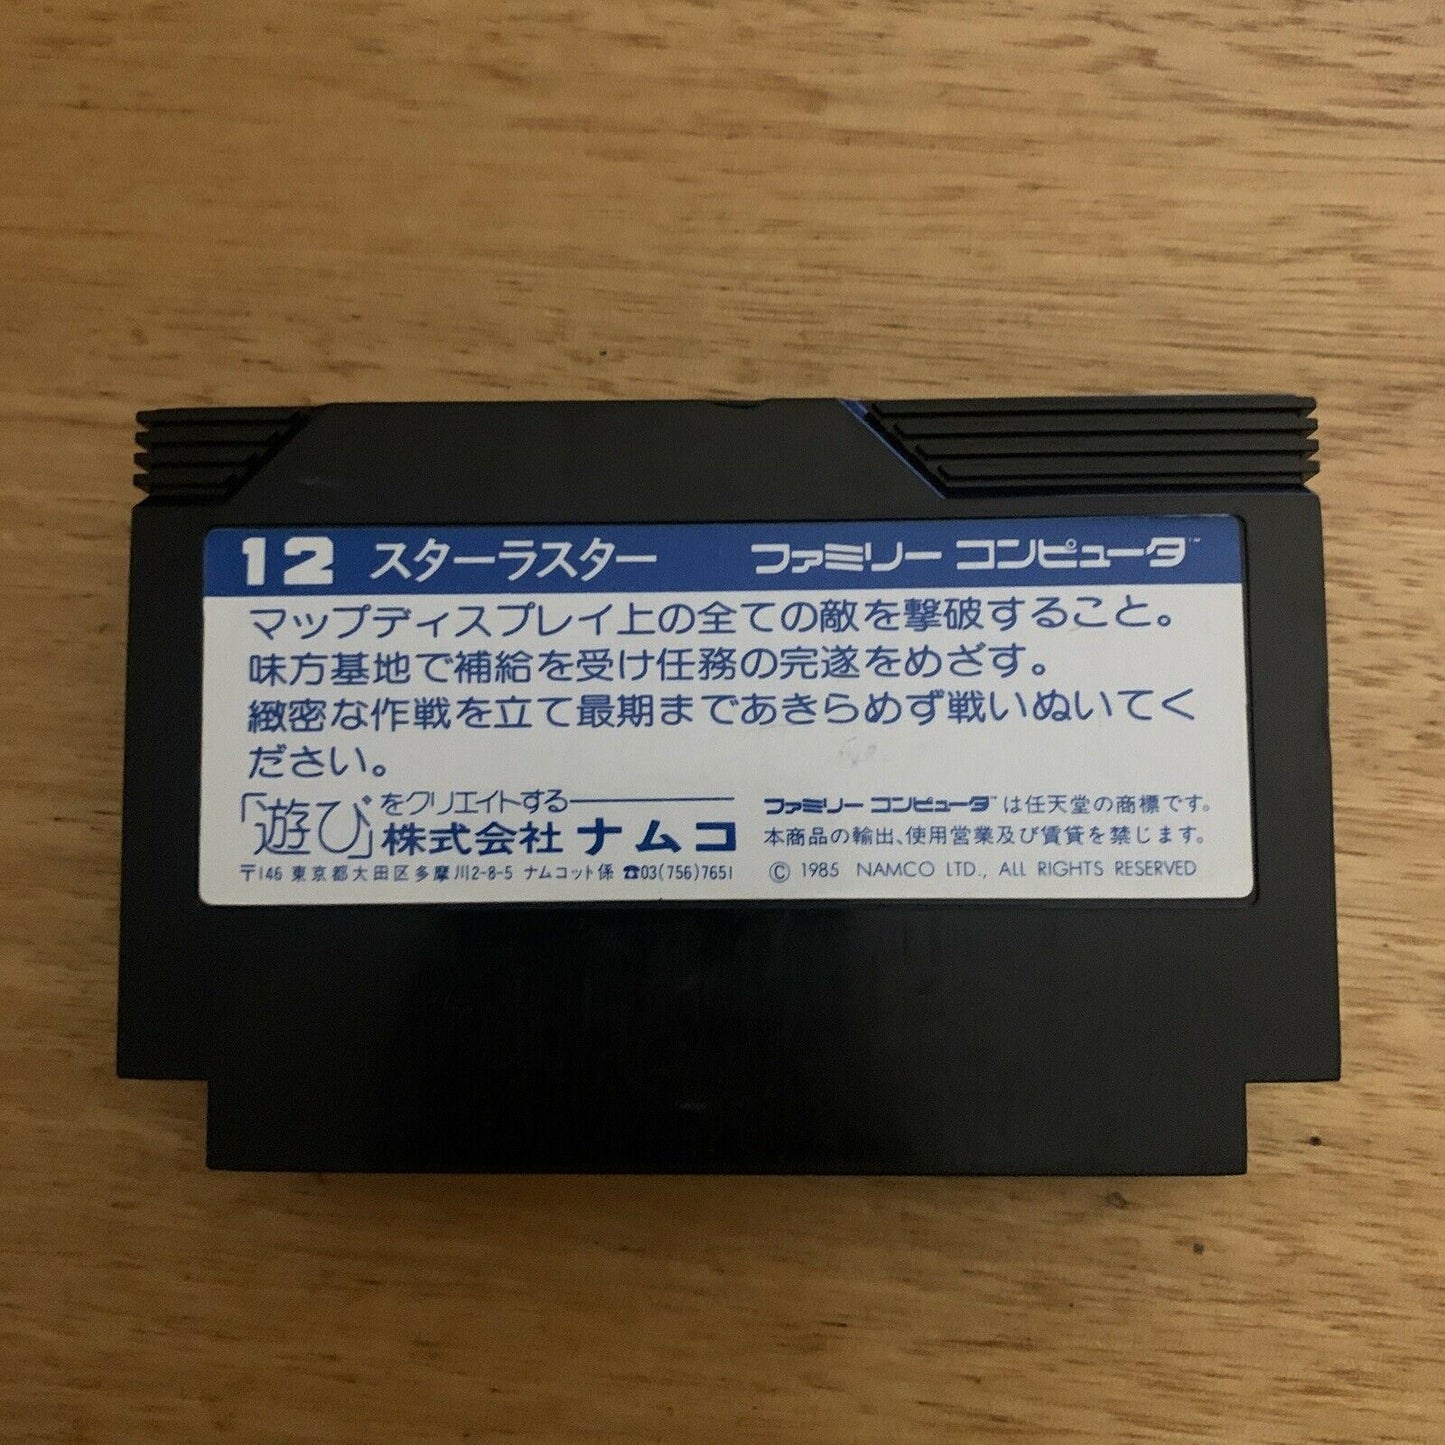 12 スターラスター ファミリー コンピュータ™
マップディスプレイ上の全ての敵を撃破すること。
味方基地で補給を受け任務の完遂をめざす。
緻密な作戦を立て最期まであきらめず戦いぬいてく
ださい。
「遊び」をクリエイトする
株式会社 ナムコ
〒146 東京都大田区多摩川2-8-5 ナムコット係 ☎03(756)7651
ファミリー コンピュータ™は任天堂の商標です。
本商品の輸出、使用営業及び賃貸を禁じます。
© 1985 NAMCO LTD., ALL RIGHTS RESERVED